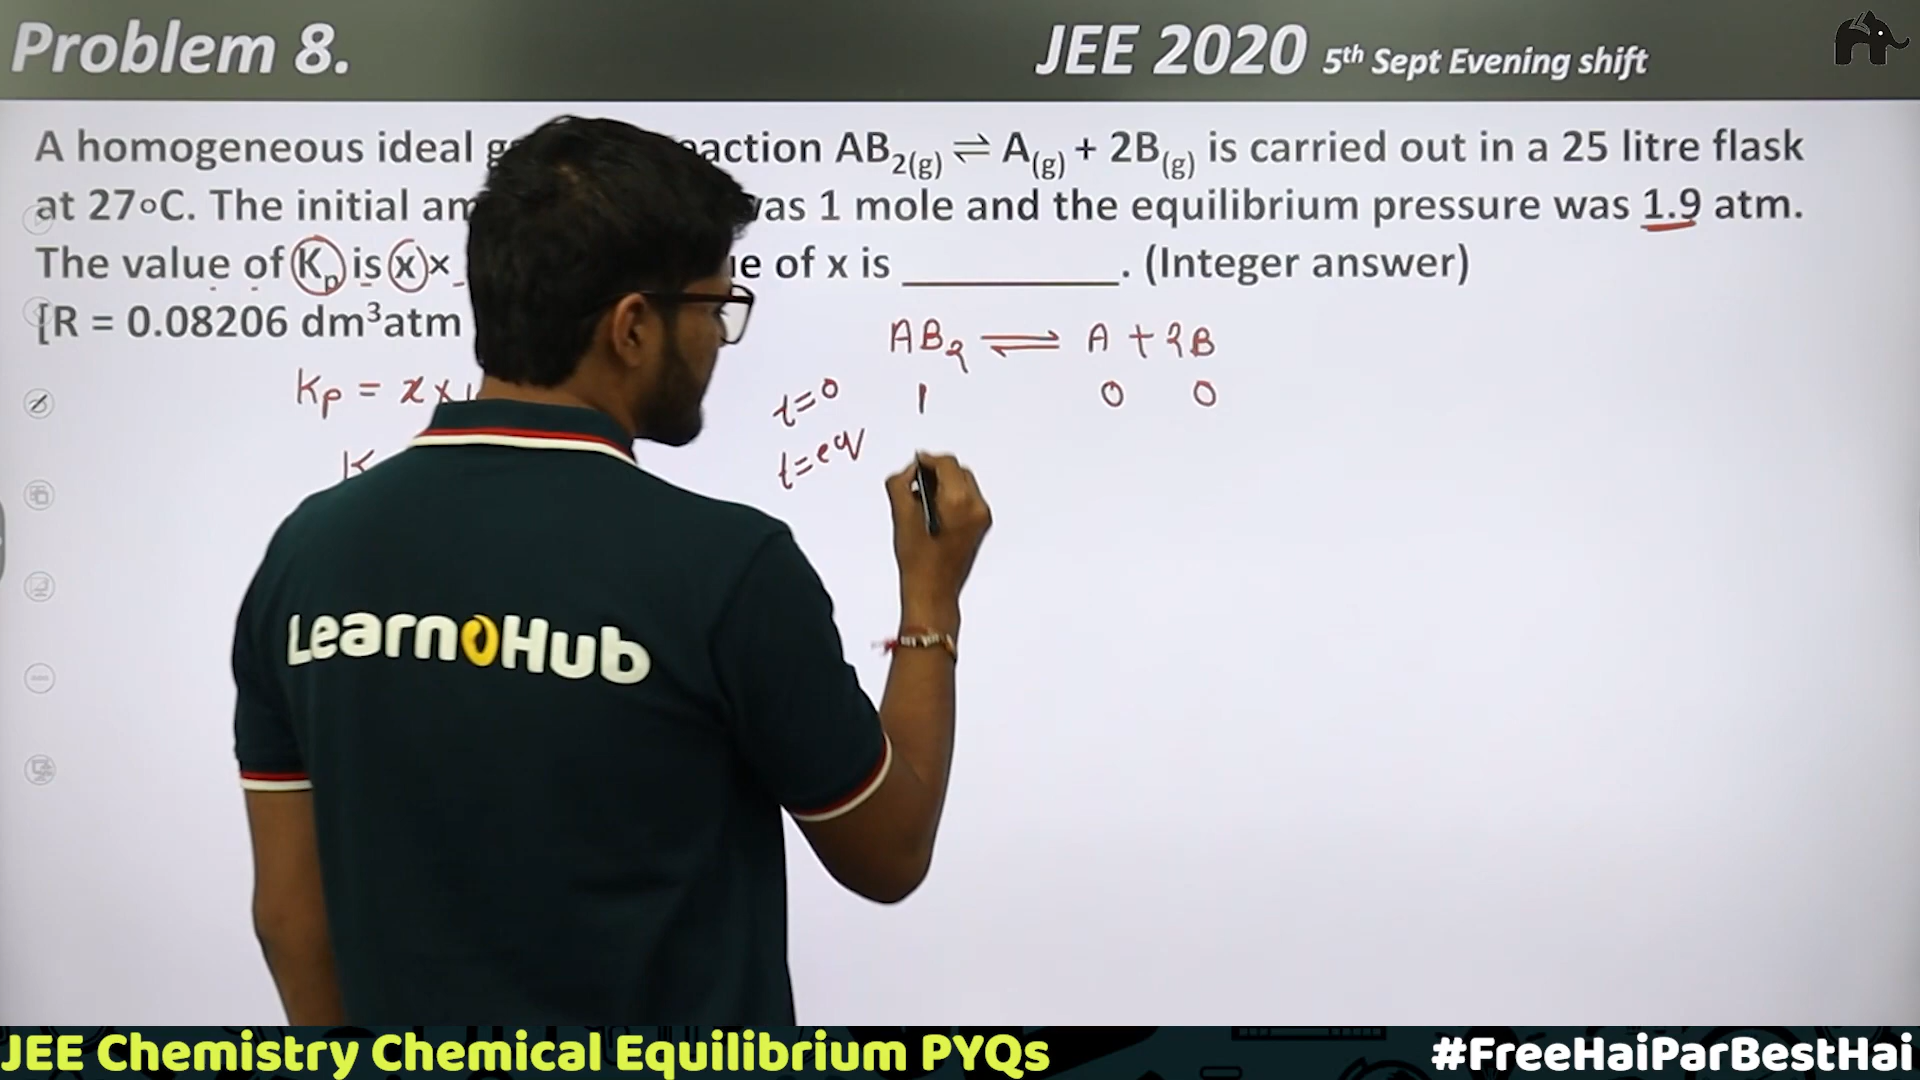 Problem 8.
JEE 2020 5th Sept Evening shift
A homogeneous ideal action AB2(g) ⇌ A(g) + 2B(g) is carried out in a 25 litre flask
at 27∘C. The initial was 1 mole and the equilibrium pressure was 1.9 atm.
The value of Kp is x× of x is ________. (Integer answer)
[R = 0.08206 dm³atm
AB2 ⇌ A + 2B
Kp = x ×
t=0 1 0 0
t=eq
K
LearnoHub
JEE Chemistry Chemical Equilibrium PYQs
#FreeHaiParBestHai